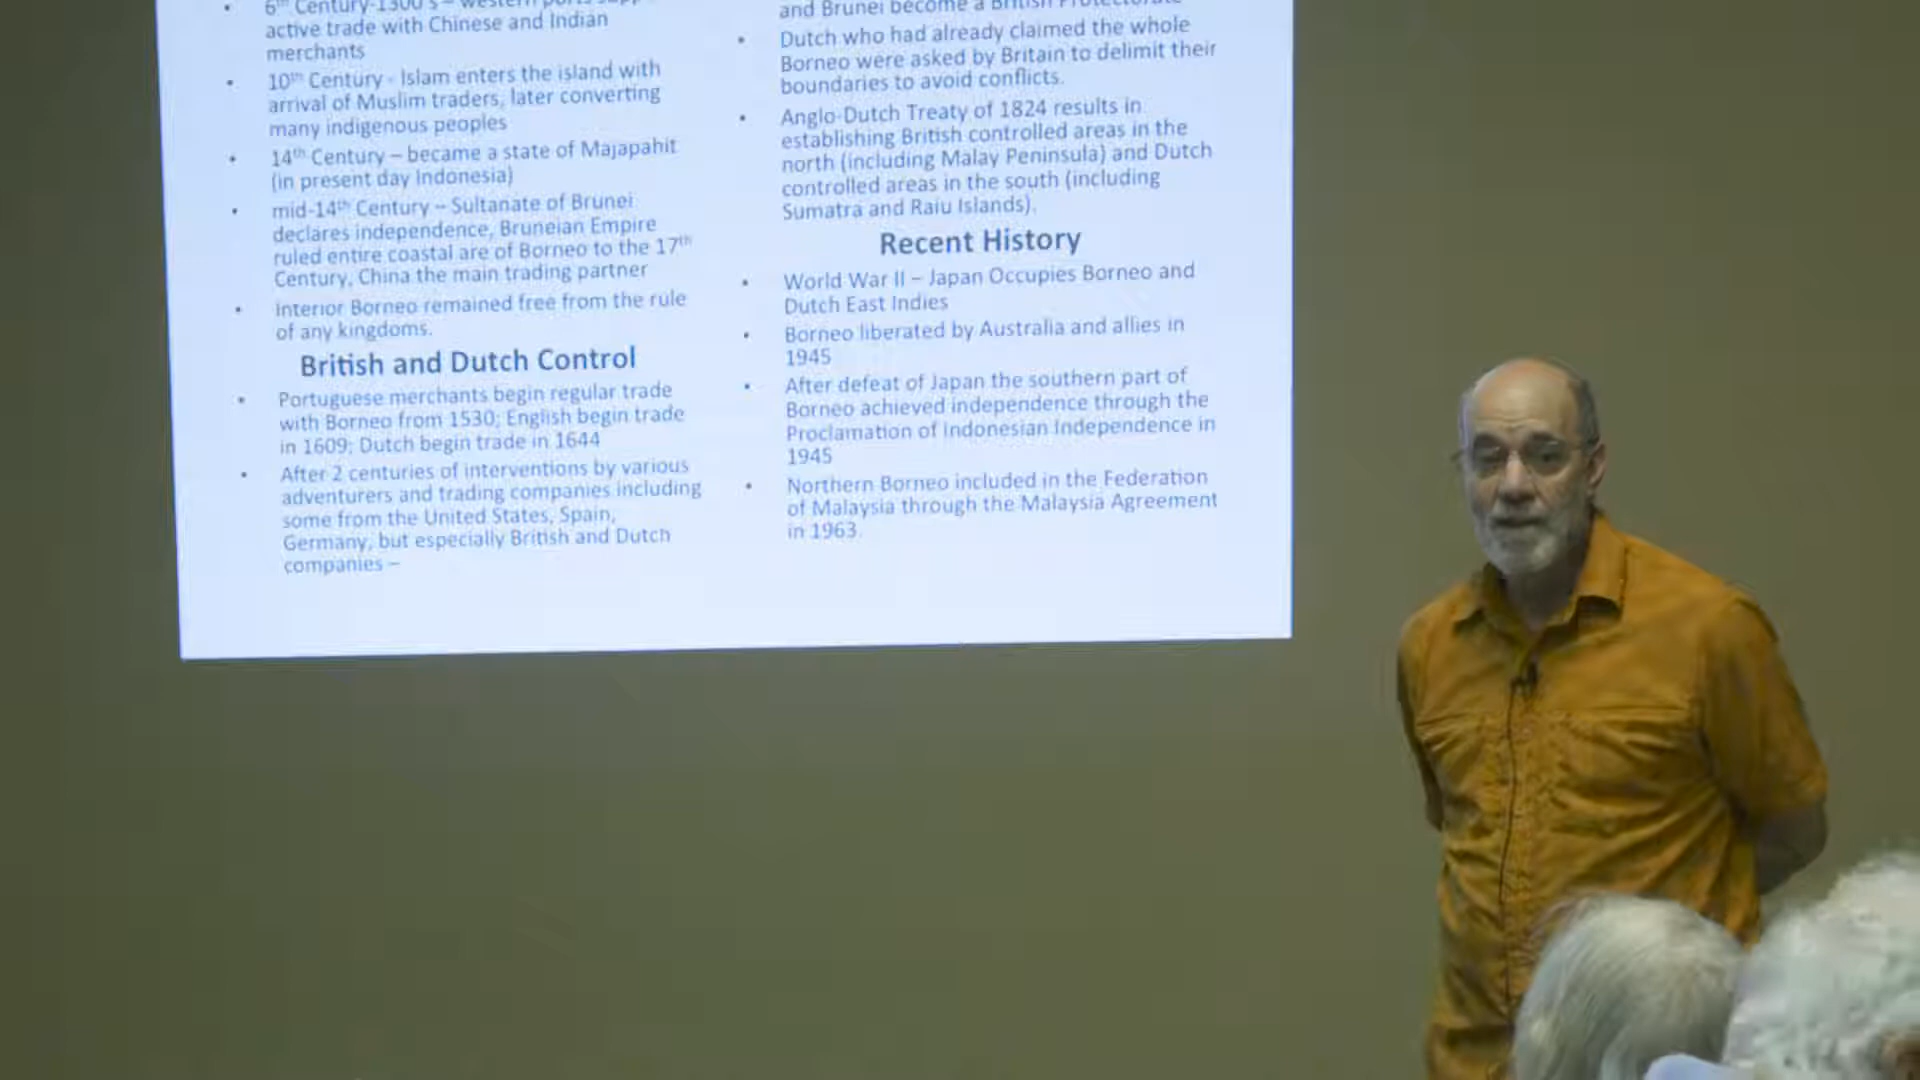 6th Century-1300's – western ports
active trade with Chinese and Indian
merchants
• 10th Century - Islam enters the island with
arrival of Muslim traders, later converting
many indigenous peoples
• 14th Century – became a state of Majapahit
(in present day Indonesia)
• mid-14th Century – Sultanate of Brunei
declares independence, Bruneian Empire
ruled entire coastal are of Borneo to the 17th
Century, China the main trading partner
• Interior Borneo remained free from the rule
of any kingdoms.
British and Dutch Control
• Portuguese merchants begin regular trade
with Borneo from 1530; English begin trade
in 1609; Dutch begin trade in 1644
• After 2 centuries of interventions by various
adventurers and trading companies including
some from the United States, Spain,
Germany, but especially British and Dutch
companies –
and Brunei become a British Protectorate
• Dutch who had already claimed the whole
Borneo were asked by Britain to delimit their
boundaries to avoid conflicts.
• Anglo-Dutch Treaty of 1824 results in
establishing British controlled areas in the
north (including Malay Peninsula) and Dutch
controlled areas in the south (including
Sumatra and Raiu Islands).
Recent History
• World War II – Japan Occupies Borneo and
Dutch East Indies
• Borneo liberated by Australia and allies in
1945
• After defeat of Japan the southern part of
Borneo achieved independence through the
Proclamation of Indonesian Independence in
1945
• Northern Borneo included in the Federation
of Malaysia through the Malaysia Agreement
in 1963.